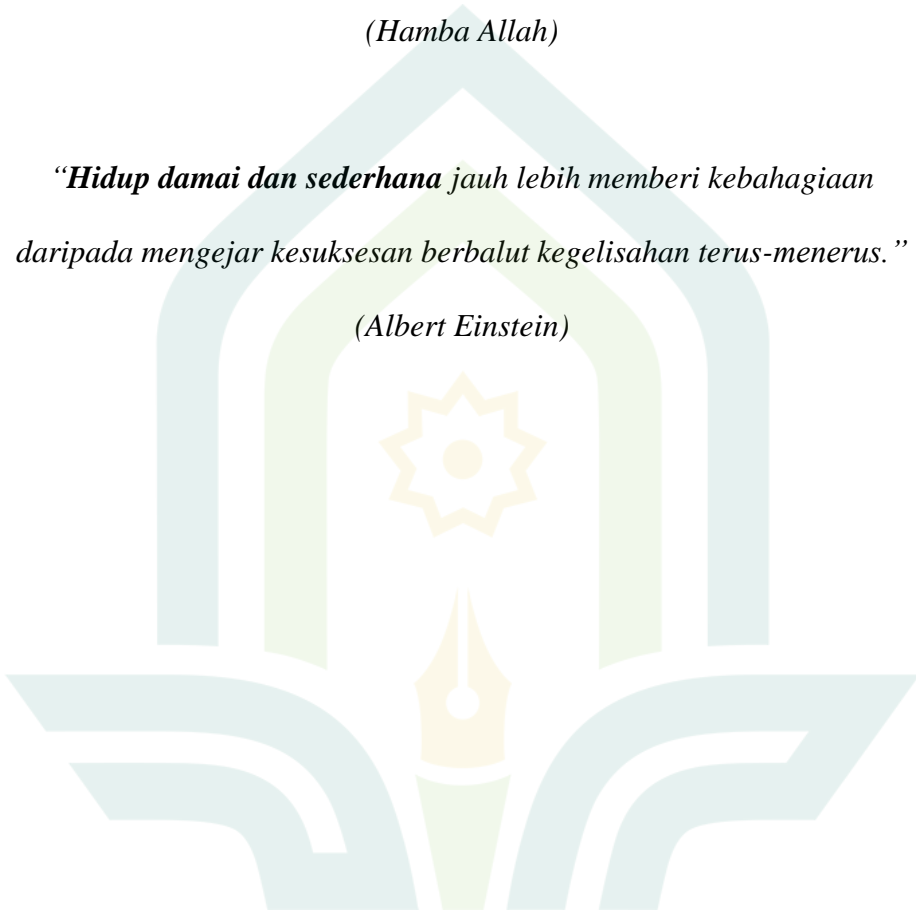 (Hamba Allah)
“Hidup damai dan sederhana jauh lebih memberi kebahagiaan
daripada mengejar kesuksesan berbalut kegelisahan terus-menerus.”
(Albert Einstein)